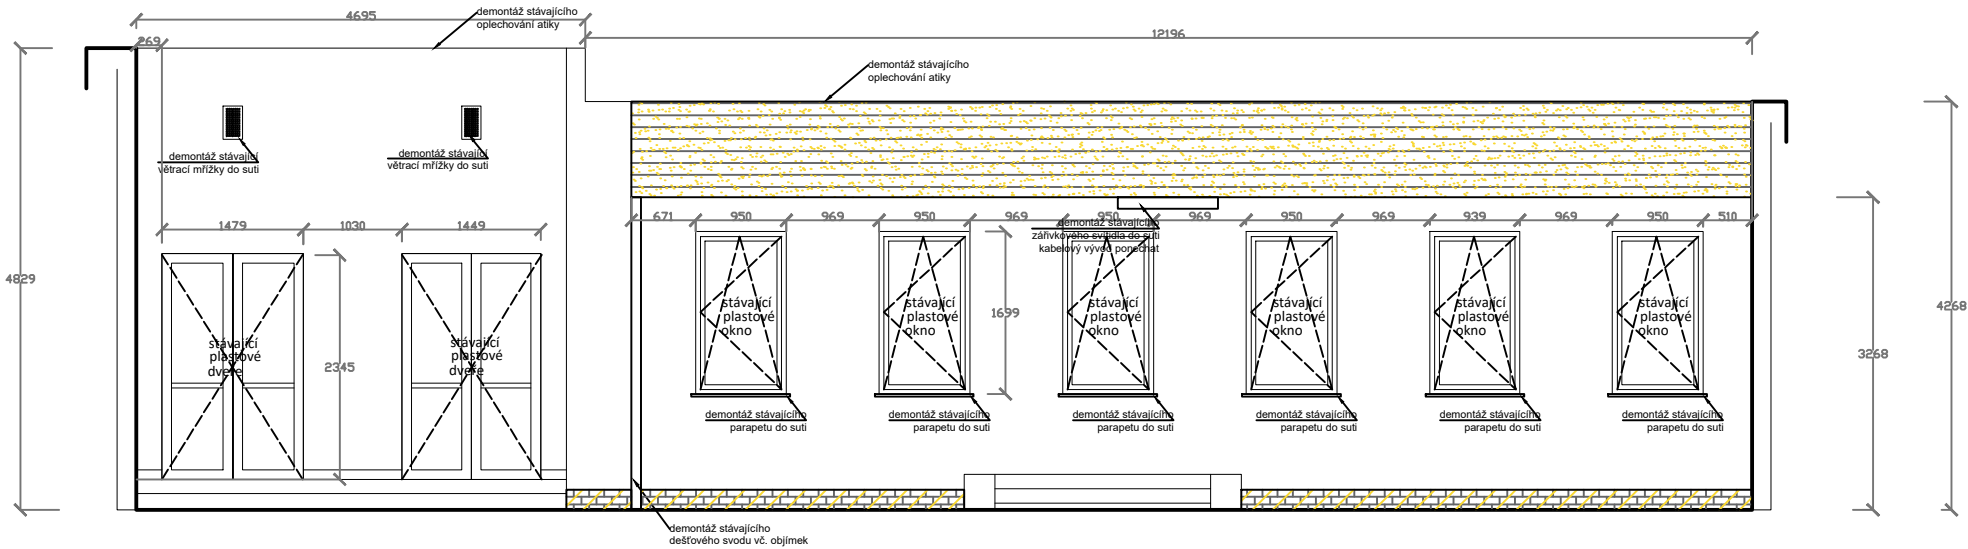 demontáž stávajícího
oplechování atiky
4695
269
12196
demontáž stávajícího
oplechování atiky
demontáž stávající
větrací mřížky do suti
demontáž stávající
větrací mřížky do suti
671
950
969
950
969
950
969
950
969
939
969
950
510
1479
1030
1449
demontáž stávajícího
zářivkového svítidla do suti
kabelový vývod ponechat
4829
4268
3268
1699
2345
stávající
plastové
dveře
stávající
plastové
dveře
stávající
plastové
okno
stávající
plastové
okno
stávající
plastové
okno
stávající
plastové
okno
stávající
plastové
okno
stávající
plastové
okno
demontáž stávajícího
parapetu do suti
demontáž stávajícího
parapetu do suti
demontáž stávajícího
parapetu do suti
demontáž stávajícího
parapetu do suti
demontáž stávajícího
parapetu do suti
demontáž stávajícího
parapetu do suti
demontáž stávajícího
dešťového svodu vč. objímek